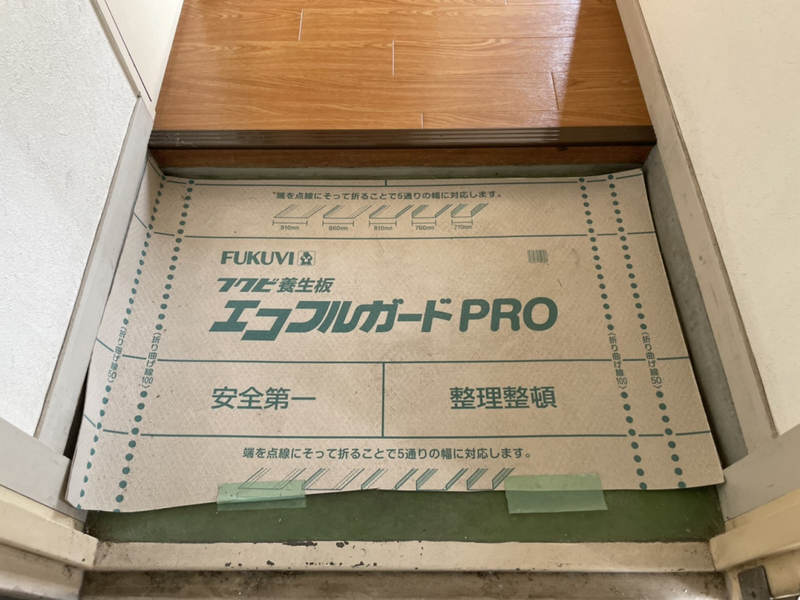 *端を点線にそって折ることで5通りの幅に対応します。
910mm 860mm 810mm 760mm 710mm
FUKUVI
フクビ養生板
エコフルガードPRO
〈折り曲げ線50〉
〈折り曲げ線100〉
〈折り曲げ線100〉
〈折り曲げ線50〉
安全第一
整理整頓
端を点線にそって折ることで5通りの幅に対応します。